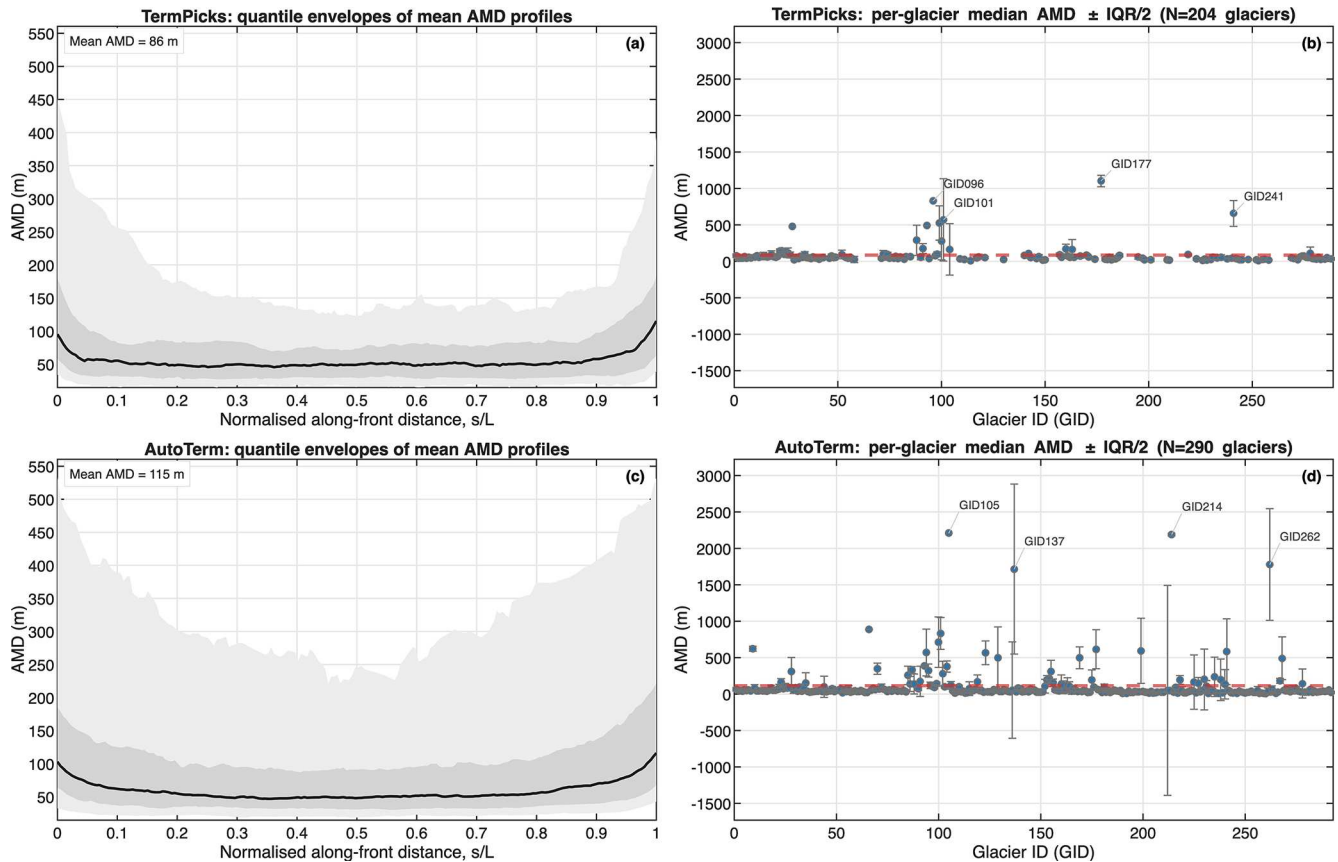 TermPicks: quantile envelopes of mean AMD profiles
Mean AMD = 86 m
(a)
550
500
450
400
350
300
250
200
150
100
50
AMD (m)
0 0.1 0.2 0.3 0.4 0.5 0.6 0.7 0.8 0.9 1
Normalised along-front distance, s/L
TermPicks: per-glacier median AMD ± IQR/2 (N=204 glaciers)
(b)
3000
2500
2000
1500
1000
500
0
-500
-1000
-1500
AMD (m)
GID177
GID096
GID101
GID241
0 50 100 150 200 250
Glacier ID (GID)
AutoTerm: quantile envelopes of mean AMD profiles
Mean AMD = 115 m
(c)
550
500
450
400
350
300
250
200
150
100
50
AMD (m)
0 0.1 0.2 0.3 0.4 0.5 0.6 0.7 0.8 0.9 1
Normalised along-front distance, s/L
AutoTerm: per-glacier median AMD ± IQR/2 (N=290 glaciers)
(d)
3000
2500
2000
1500
1000
500
0
-500
-1000
-1500
AMD (m)
GID105
GID137
GID214
GID262
0 50 100 150 200 250
Glacier ID (GID)